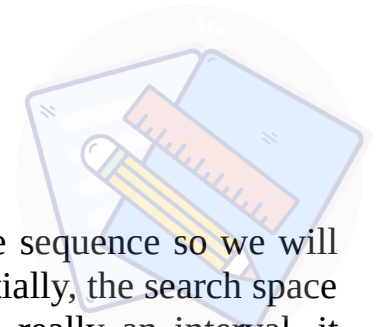 e sequence so we will
tially, the search space
really an interval, it